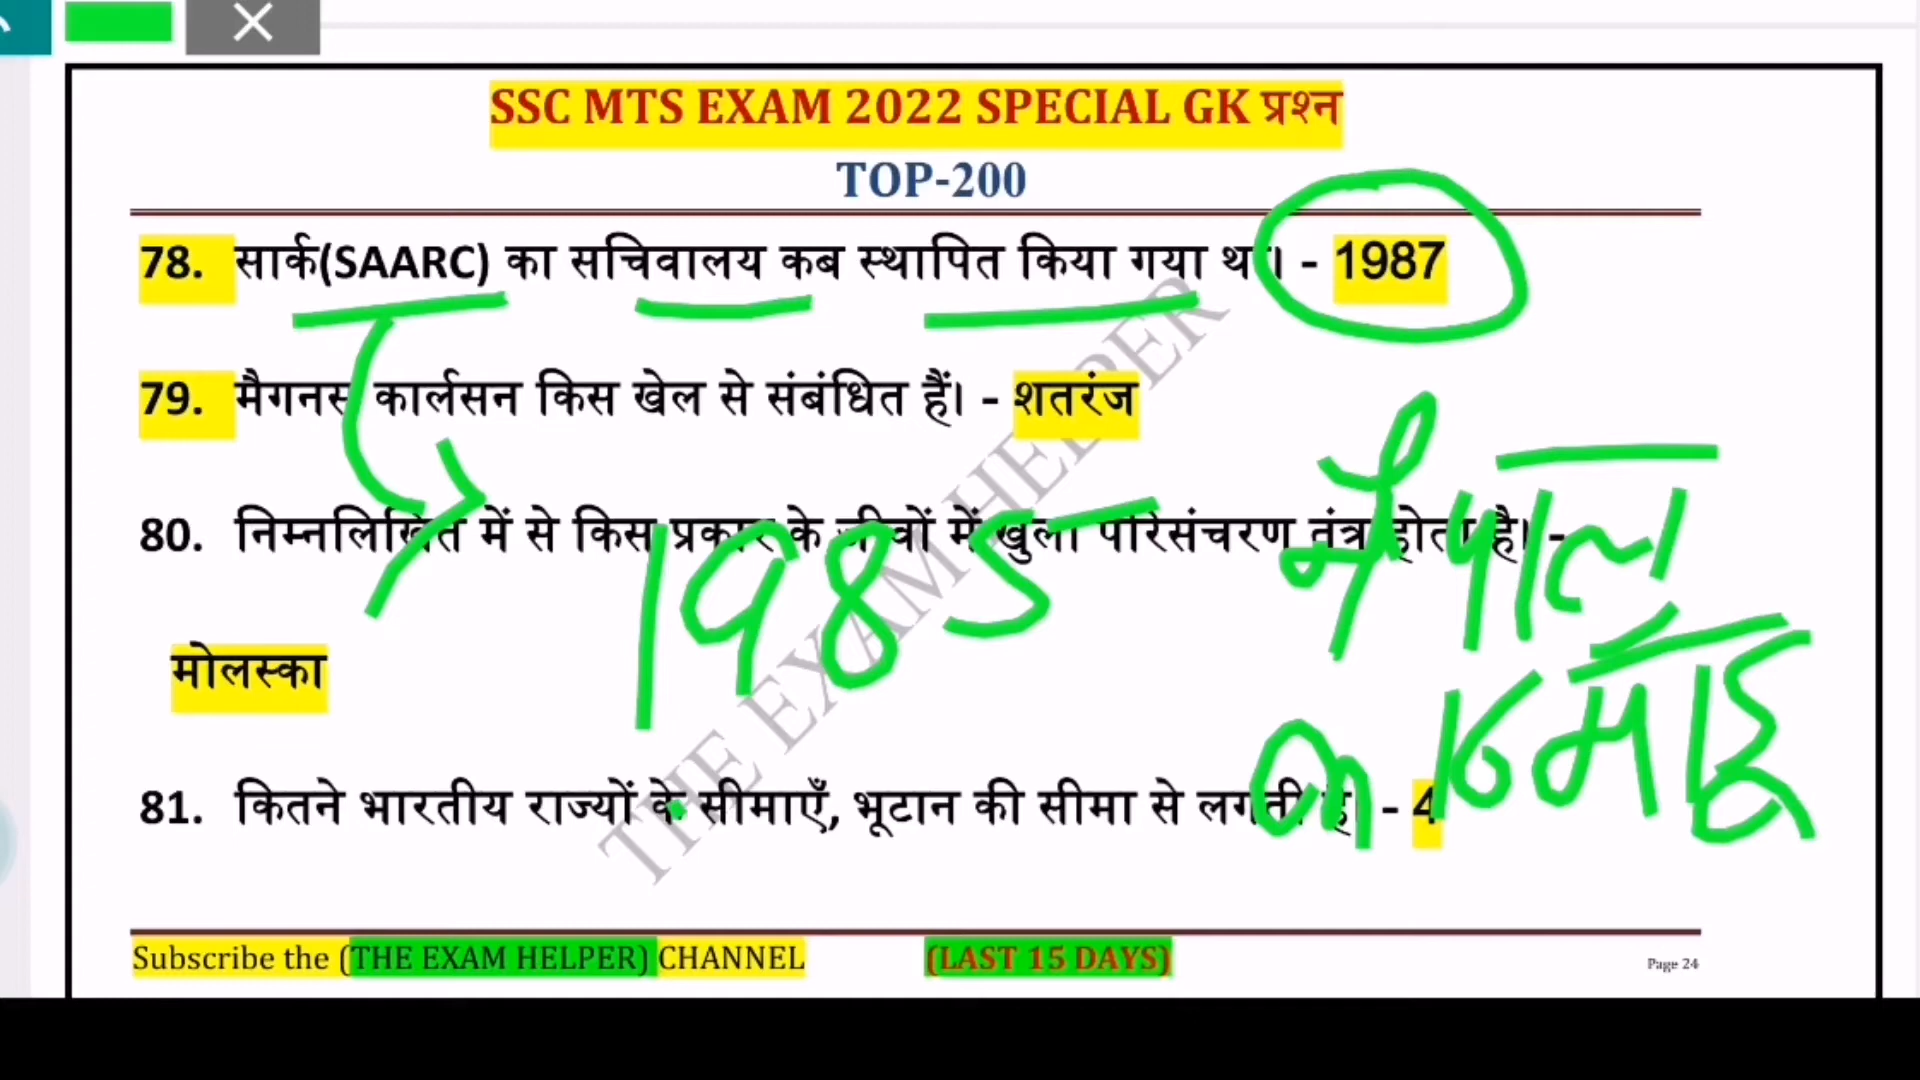 SSC MTS EXAM 2022 SPECIAL GK प्रश्न
TOP-200
78. सार्क(SAARC) का सचिवालय कब स्थापित किया गया था। - 1987
79. मैगनस कार्लसन किस खेल से संबंधित हैं। - शतरंज
80. निम्नलिखित में से किस प्रकार के जीवों में खुला परिसंचरण तंत्र होता है। -
मोलस्का
81. कितने भारतीय राज्यों के सीमाएँ, भूटान की सीमा से लगती है। - 4
1985
नेपाल
THE EXAM HELPER
Subscribe the (THE EXAM HELPER) CHANNEL (LAST 15 DAYS) Page 24